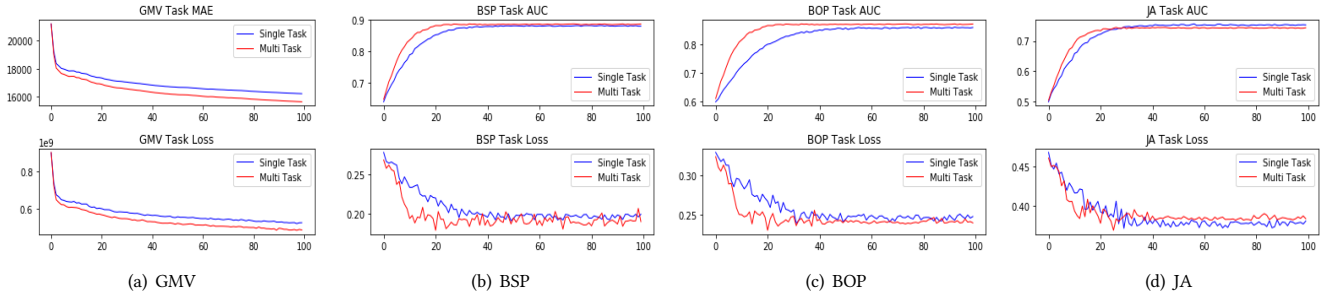 GMV Task MAE
20000
18000
16000
0 20 40 60 80 100
Single Task
Multi Task
BSP Task AUC
0.9
0.8
0.7
0 20 40 60 80 100
Single Task
Multi Task
BOP Task AUC
0.8
0.7
0.6
0 20 40 60 80 100
Single Task
Multi Task
JA Task AUC
0.7
0.6
0.5
0 20 40 60 80 100
Single Task
Multi Task
GMV Task Loss
1e9
0.8
0.6
0 20 40 60 80 100
Single Task
Multi Task
BSP Task Loss
0.25
0.20
0 20 40 60 80 100
Single Task
Multi Task
BOP Task Loss
0.30
0.25
0 20 40 60 80 100
Single Task
Multi Task
JA Task Loss
0.45
0.40
0 20 40 60 80 100
Single Task
Multi Task
(a) GMV
(b) BSP
(c) BOP
(d) JA